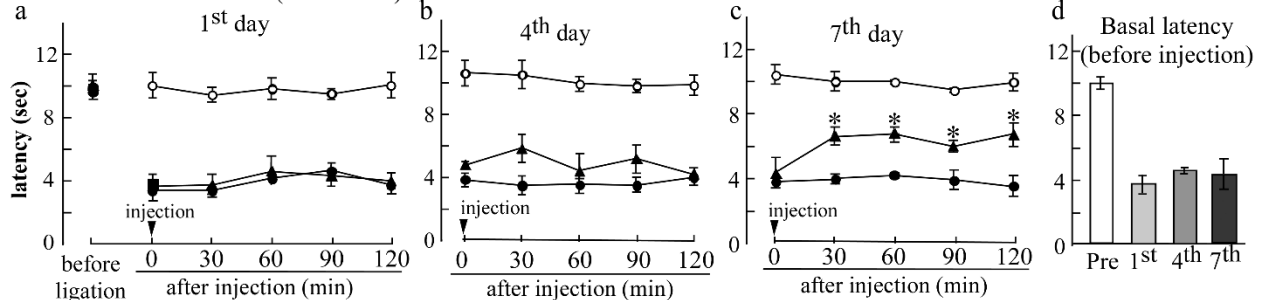 a
1st day
12
8
4
0
latency (sec)
injection
before
ligation
0 30 60 90 120
after injection (min)
b
4th day
12
8
4
0
injection
0 30 60 90 120
after injection (min)
c
7th day
12
8
4
0
* * * *
injection
0 30 60 90 120
after injection (min)
d
Basal latency
(before injection)
12
8
4
0
Pre 1st 4th 7th